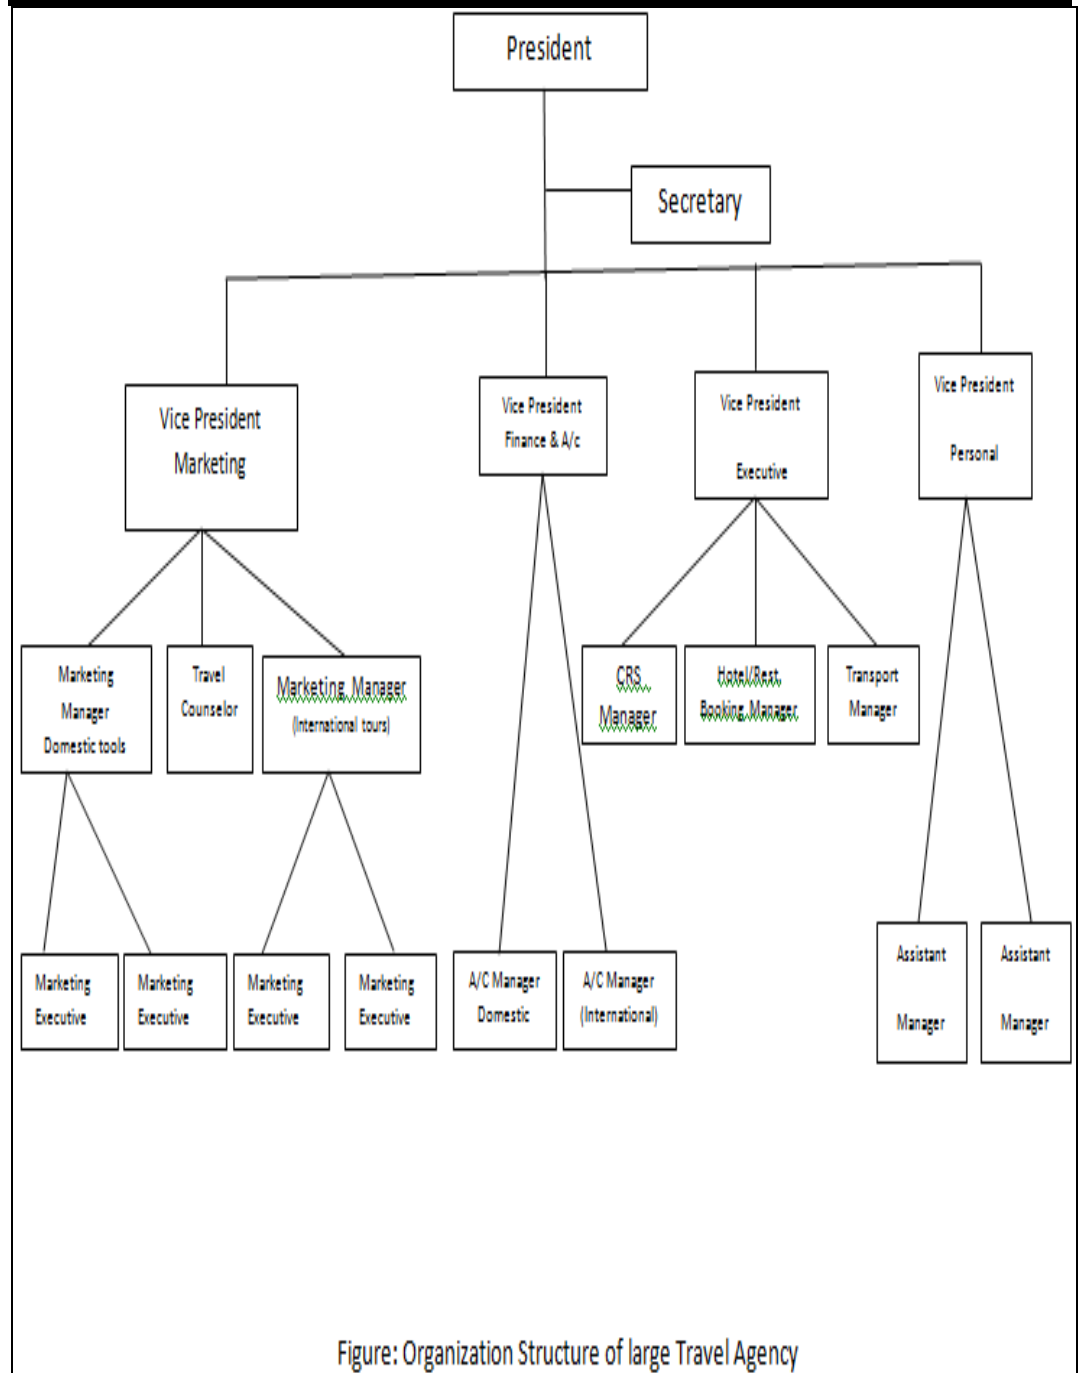 President
Secretary
Vice President
Marketing
Vice President
Finance & A/c
Vice President
Executive
Vice President
Personal
Marketing
Manager
Domestic tools
Travel
Counselor
Marketing Manager
(International tours)
CRS
Manager
Hotel/Rest
Booking Manager
Transport
Manager
Marketing
Executive
Marketing
Executive
Marketing
Executive
Marketing
Executive
A/C Manager
Domestic
A/C Manager
(International)
Assistant
Manager
Assistant
Manager
Figure: Organization Structure of large Travel Agency